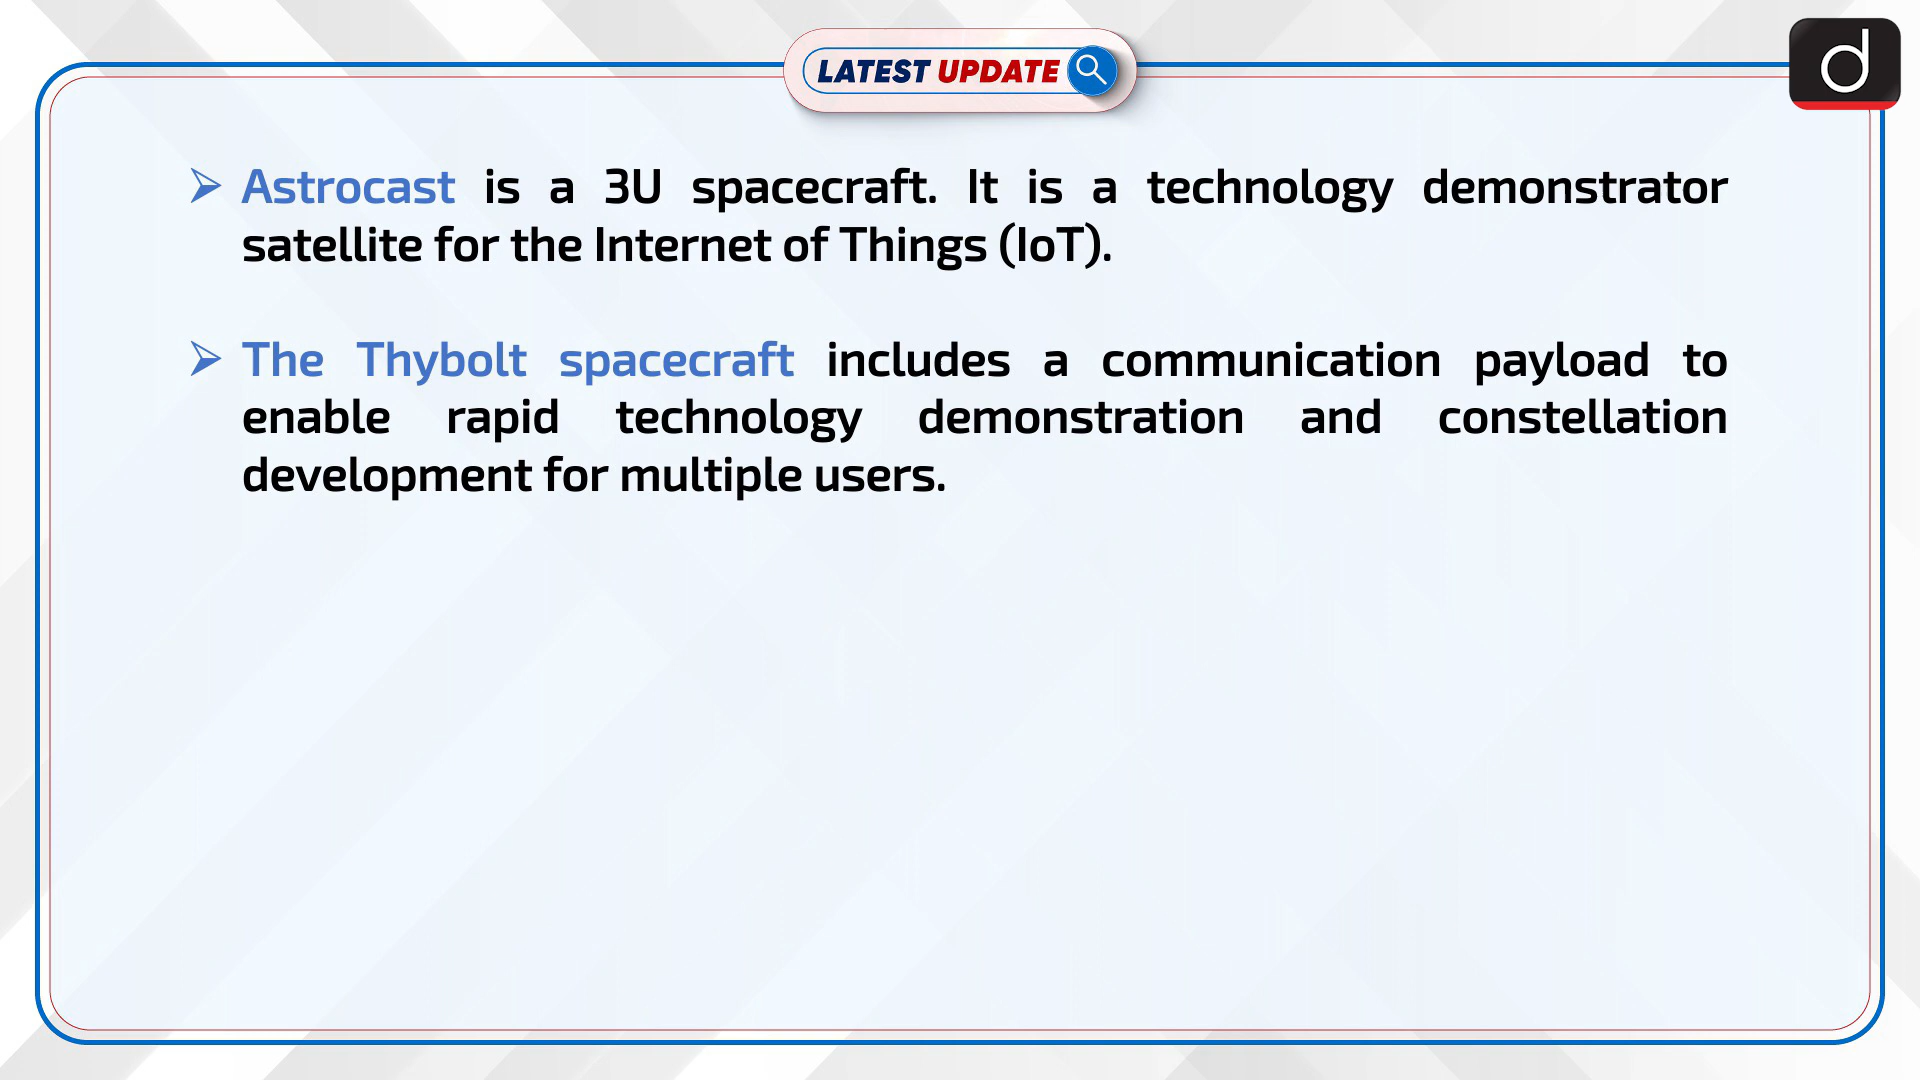 LATEST UPDATE
d
Astrocast is a 3U spacecraft. It is a technology demonstrator
satellite for the Internet of Things (IoT).
The Thybolt spacecraft includes a communication payload to
enable rapid technology demonstration and constellation
development for multiple users.